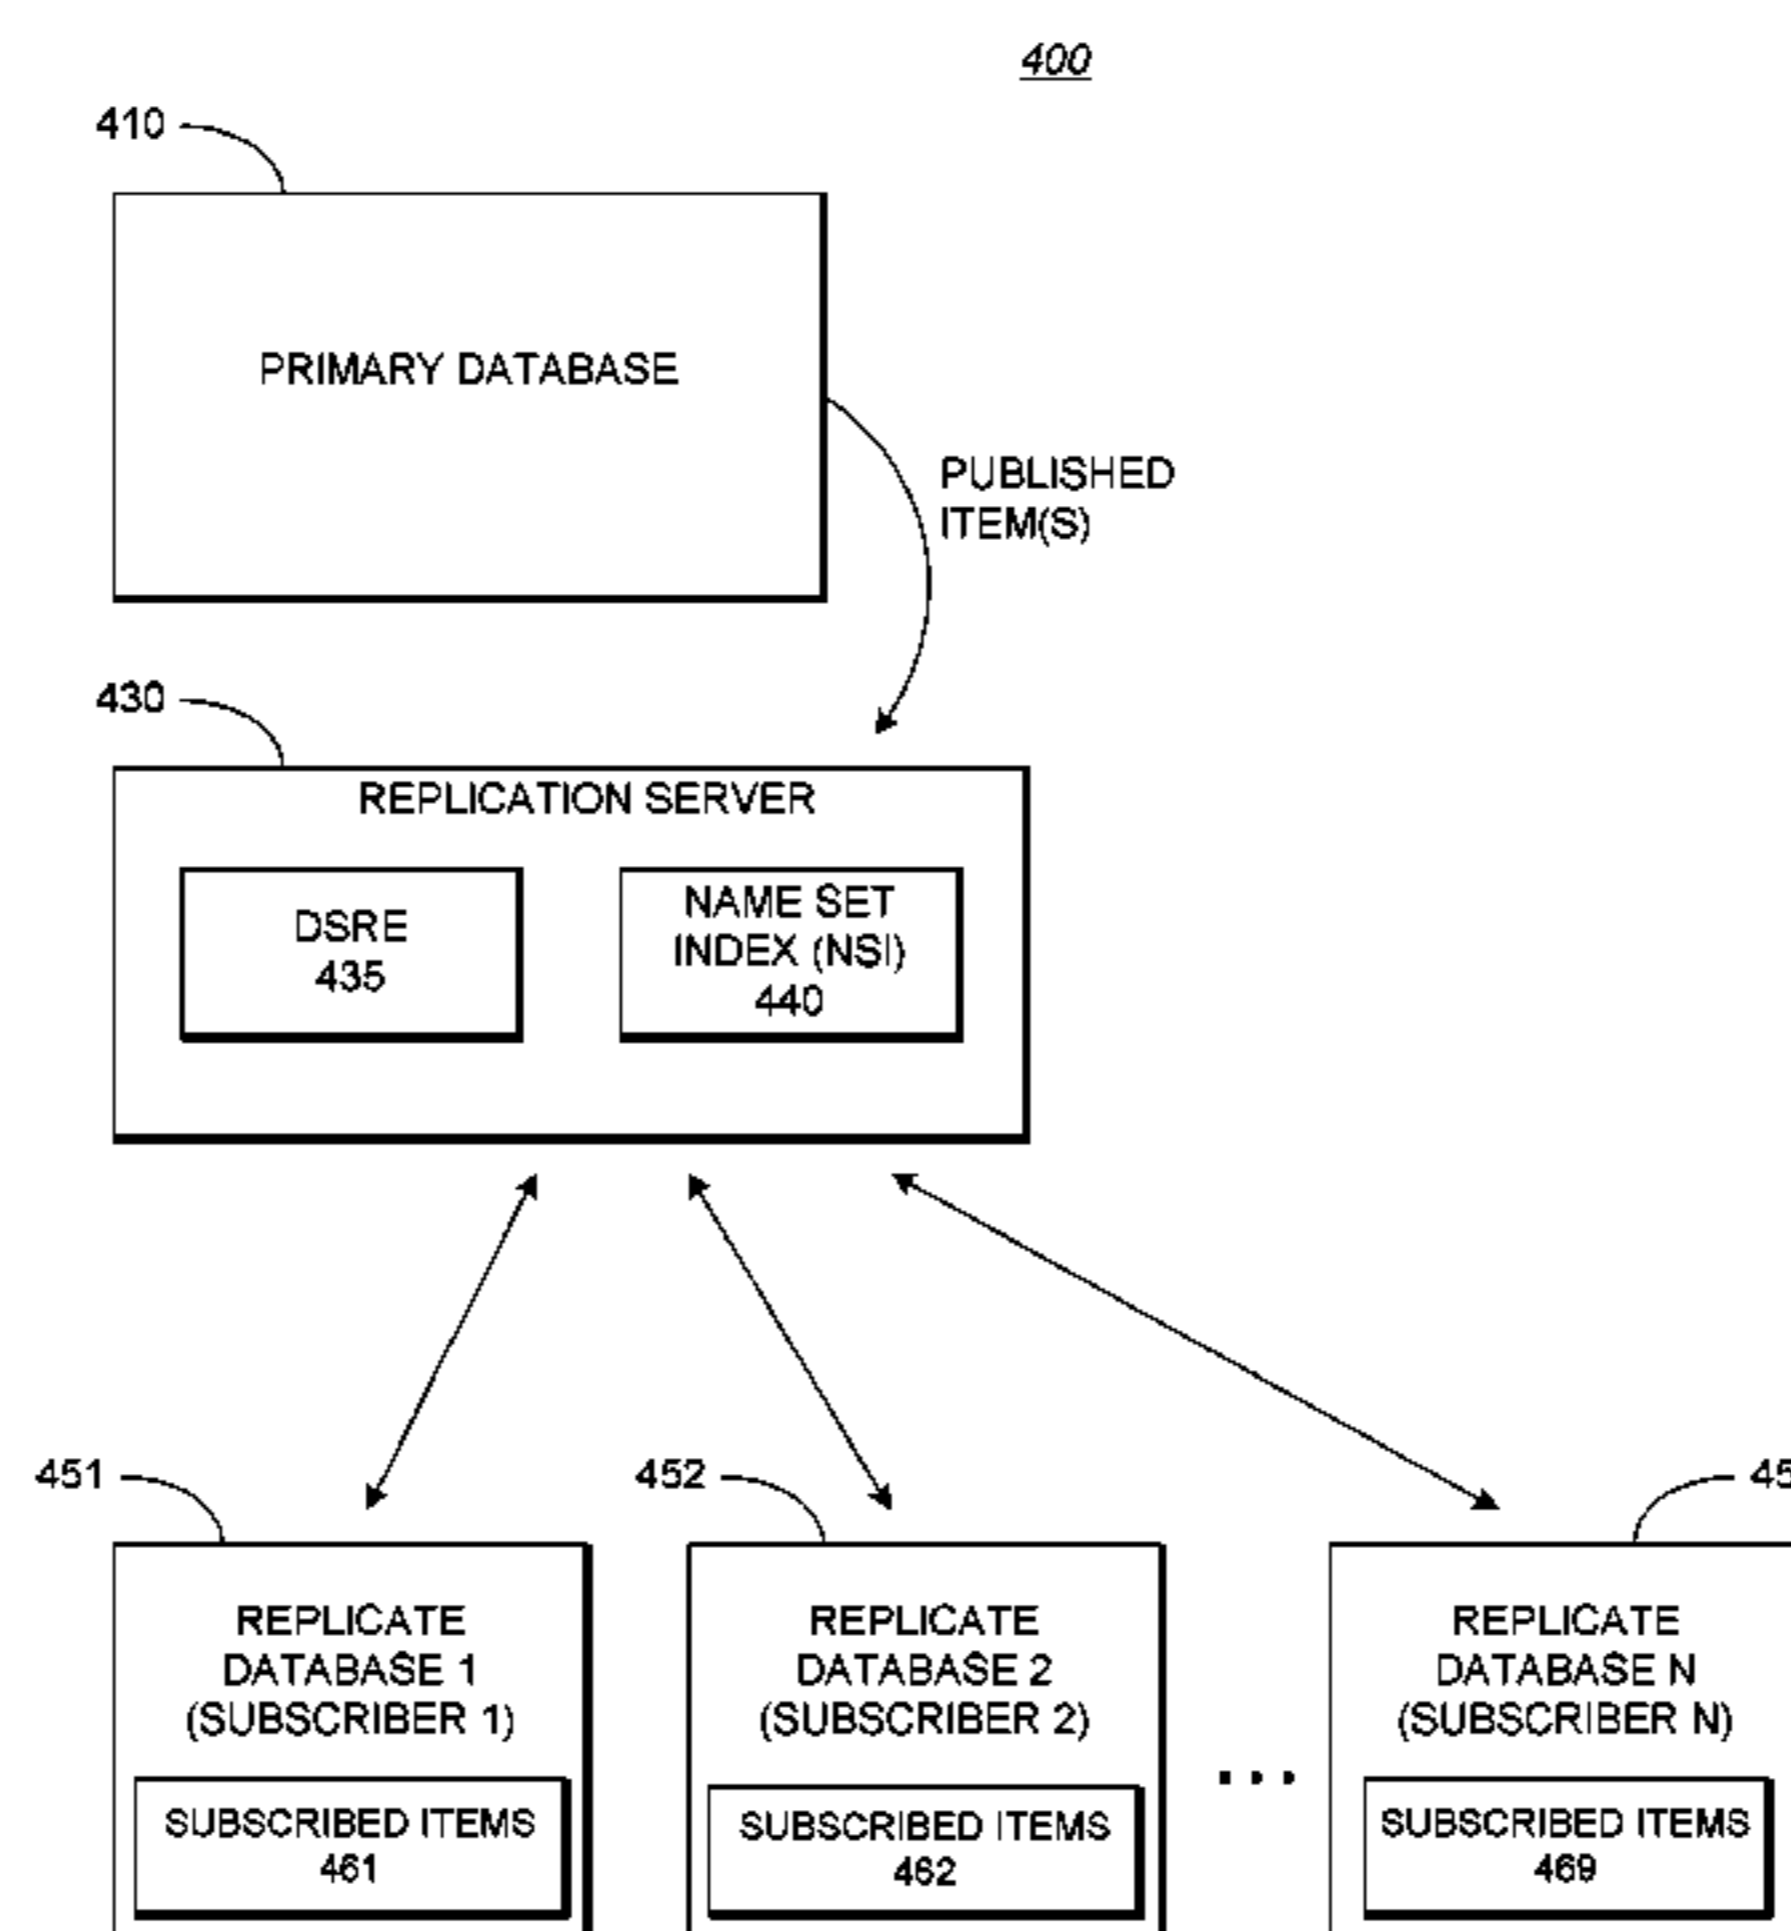 400
410
PRIMARY DATABASE
PUBLISHED
ITEM(S)
430
REPLICATION SERVER
DSRE
435
NAME SET
INDEX (NSI)
440
451
452
REPLICATE
DATABASE 1
(SUBSCRIBER 1)
SUBSCRIBED ITEMS
461
REPLICATE
DATABASE 2
(SUBSCRIBER 2)
SUBSCRIBED ITEMS
462
...
REPLICATE
DATABASE N
(SUBSCRIBER N)
SUBSCRIBED ITEMS
469